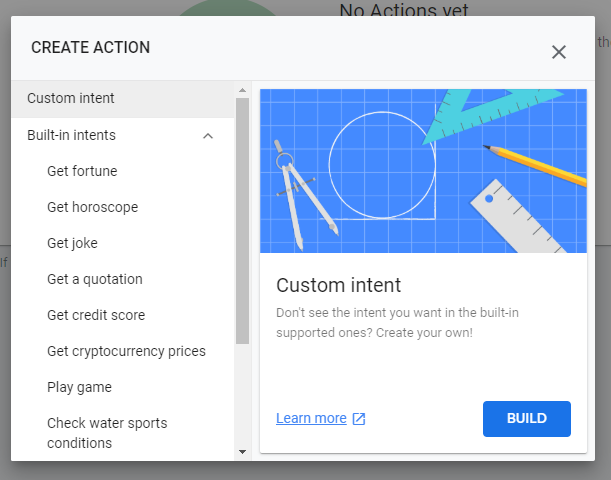 No Actions yet
CREATE ACTION
the
Custom intent
Built-in intents
Get fortune
Get horoscope
Get joke
Get a quotation
Get credit score
Get cryptocurrency prices
Play game
Check water sports
conditions
If
Custom intent
Don't see the intent you want in the built-in
supported ones? Create your own!
Learn more
BUILD